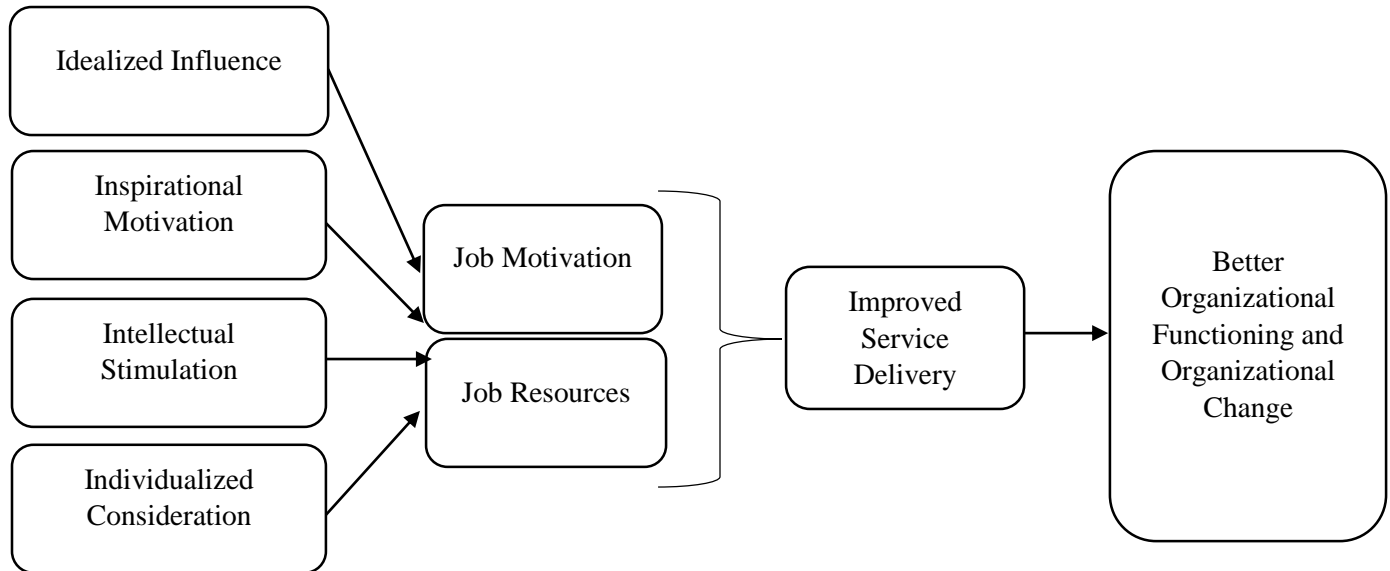 Idealized Influence
Inspirational
Motivation
Intellectual
Stimulation
Individualized
Consideration
Job Motivation
Job Resources
Improved
Service
Delivery
Better
Organizational
Functioning and
Organizational
Change